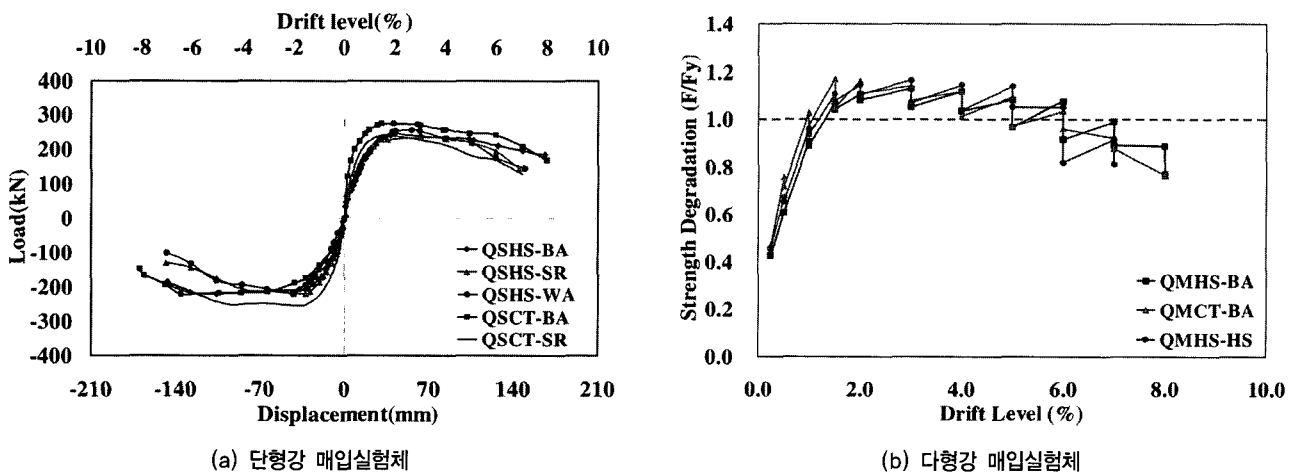 Drift level(%)
-10 -8 -6 -4 -2 0 2 4 6 8 10
400
300
200
100
0
-100
-200
-300
-400
Load(kN)
QSHS-BA
QSHS-SR
QSHS-WA
QSCT-BA
QSCT-SR
-210 -140 -70 0 70 140 210
Displacement(mm)
(a) 단형강 매입실험체
1.4
1.2
1.0
0.8
0.6
0.4
0.2
0.0
Strength Degradation (F/Fy)
QMHS-BA
QMCT-BA
QMHS-HS
0.0 2.0 4.0 6.0 8.0 10.0
Drift Level (%)
(b) 다형강 매입실험체